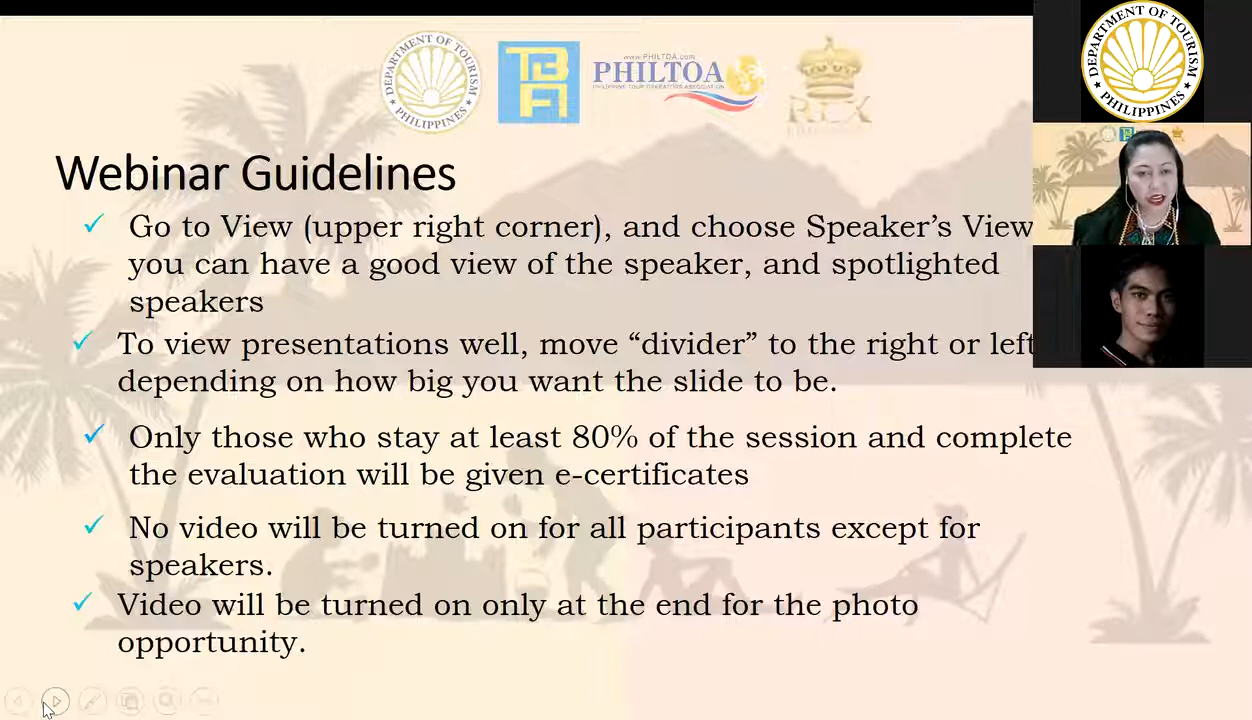 DEPARTMENT OF TOURISM
PHILIPPINES
TBA
www.PHILTOA.com
PHILTOA
PHILIPPINE TOUR OPERATORS ASSOCIATION
REX
DEPARTMENT OF TOURISM
PHILIPPINES
Webinar Guidelines
Go to View (upper right corner), and choose Speaker’s View
you can have a good view of the speaker, and spotlighted
speakers
To view presentations well, move “divider” to the right or left
depending on how big you want the slide to be.
Only those who stay at least 80% of the session and complete
the evaluation will be given e-certificates
No video will be turned on for all participants except for
speakers.
Video will be turned on only at the end for the photo
opportunity.